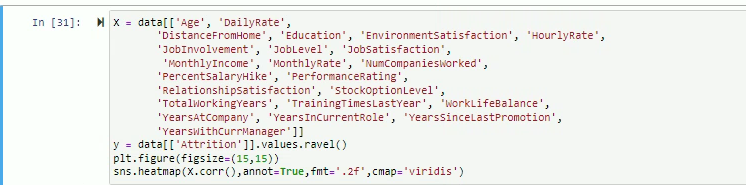 In [31]:
X = data[['Age', 'DailyRate',
'DistanceFromHome', 'Education', 'EnvironmentSatisfaction', 'HourlyRate',
'JobInvolvement', 'JobLevel', 'JobSatisfaction',
'MonthlyIncome', 'MonthlyRate', 'NumCompaniesWorked',
'PercentSalaryHike', 'PerformanceRating',
'RelationshipSatisfaction', 'StockOptionLevel',
'TotalWorkingYears', 'TrainingTimesLastYear', 'WorkLifeBalance',
'YearsAtCompany', 'YearsInCurrentRole', 'YearsSinceLastPromotion',
'YearsWithCurrManager']]
y = data[['Attrition']].values.ravel()
plt.figure(figsize=(15,15))
sns.heatmap(X.corr(),annot=True,fmt='.2f',cmap='viridis')